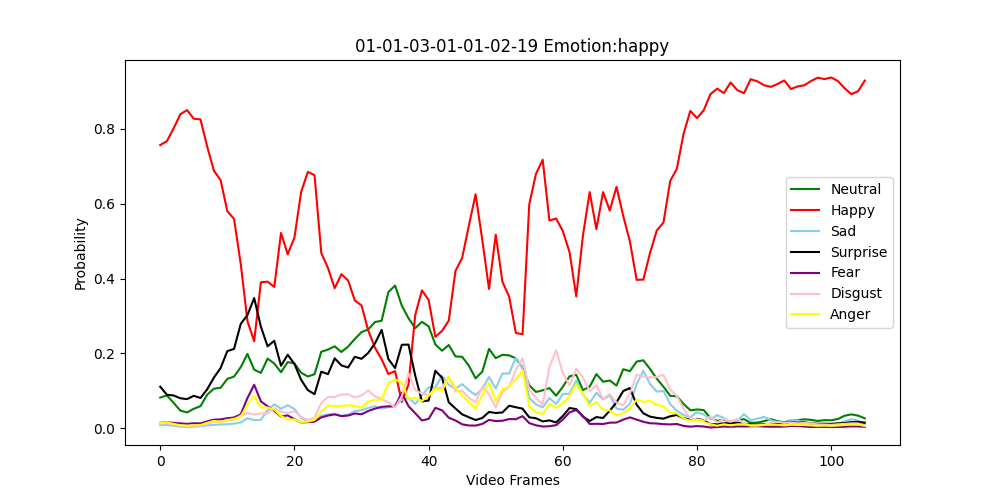 01-01-03-01-01-02-19 Emotion:happy
Probability
0.8
0.6
0.4
0.2
0.0
0
20
40
60
80
100
Video Frames
Neutral
Happy
Sad
Surprise
Fear
Disgust
Anger